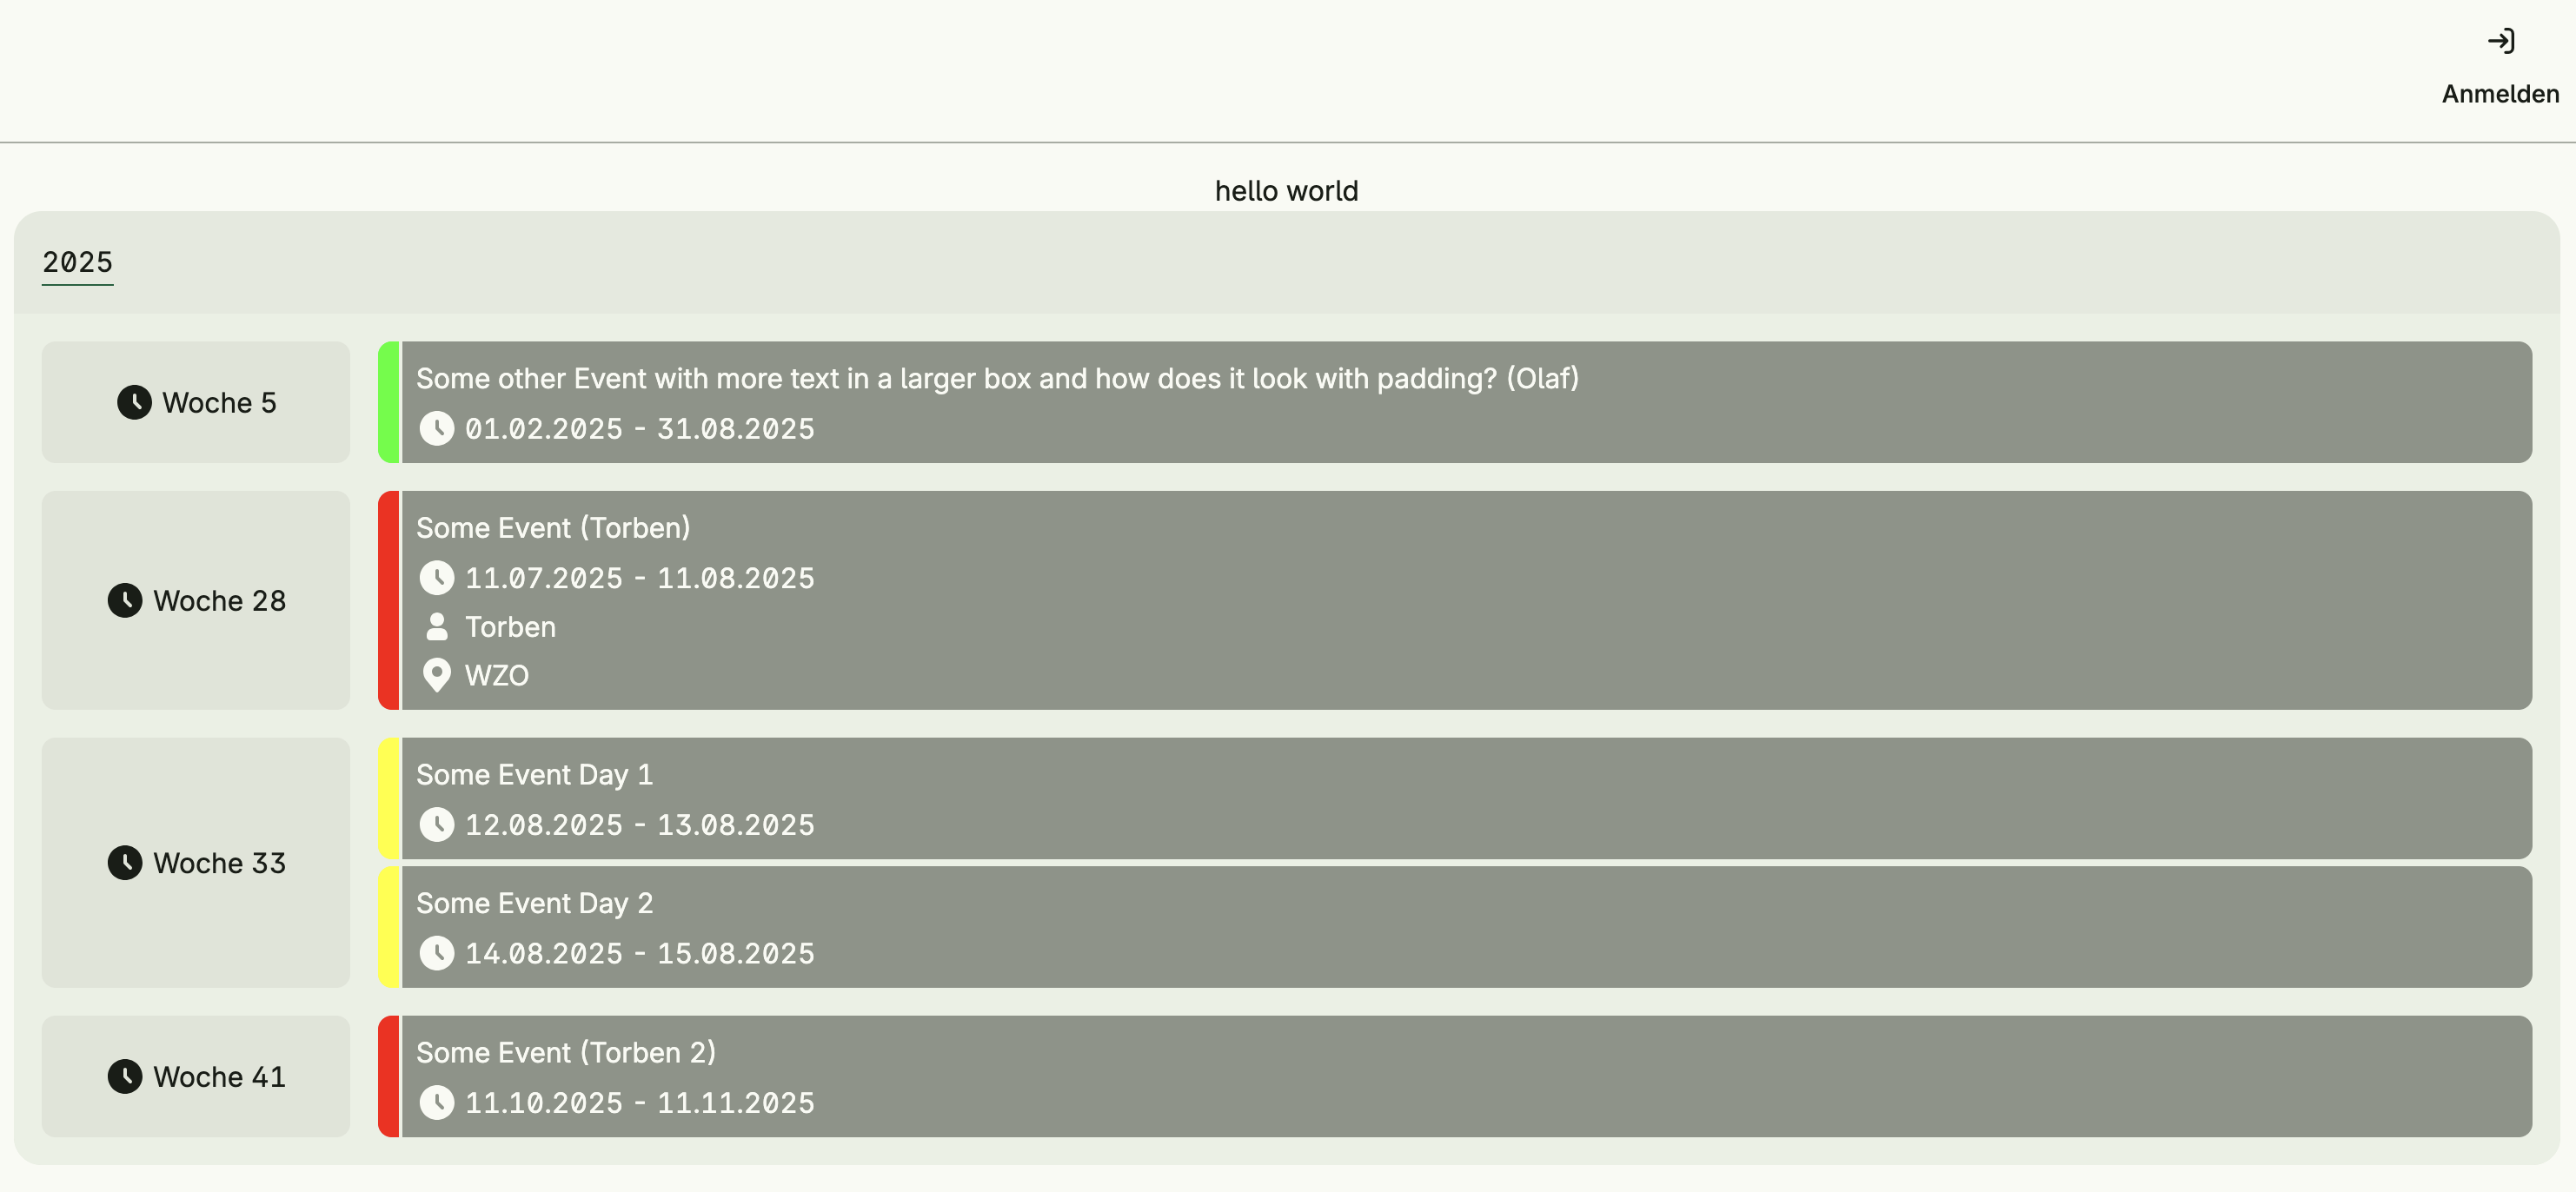 Anmelden
hello world
2025
Woche 5
Some other Event with more text in a larger box and how does it look with padding? (Olaf)
01.02.2025 - 31.08.2025
Woche 28
Some Event (Torben)
11.07.2025 - 11.08.2025
Torben
WZO
Woche 33
Some Event Day 1
12.08.2025 - 13.08.2025
Some Event Day 2
14.08.2025 - 15.08.2025
Woche 41
Some Event (Torben 2)
11.10.2025 - 11.11.2025